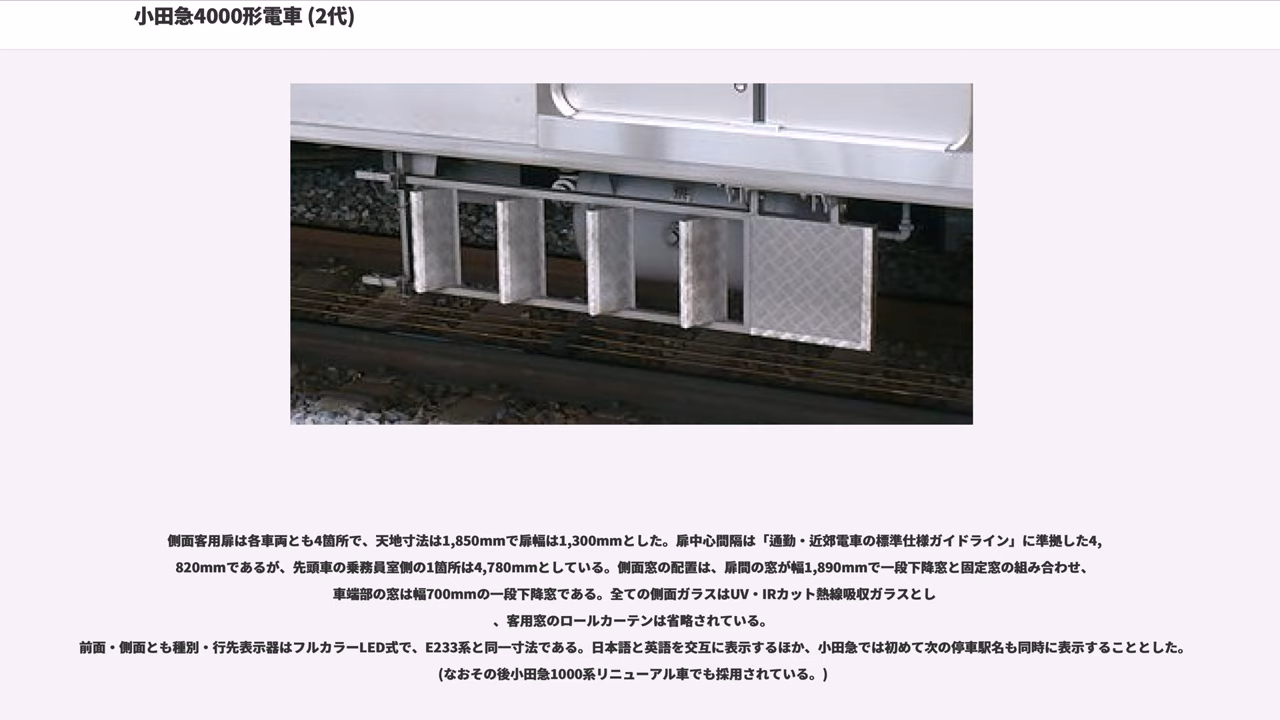 小田急4000形電車 (2代)
側面客用扉は各車両とも4箇所で、天地寸法は1,850mmで扉幅は1,300mmとした。扉中心間隔は「通勤・近郊電車の標準仕様ガイドライン」に準拠した4,
820mmであるが、先頭車の乗務員室側の1箇所は4,780mmとしている。側面窓の配置は、扉間の窓が幅1,890mmで一段下降窓と固定窓の組み合わせ、
車端部の窓は幅700mmの一段下降窓である。全ての側面ガラスはUV・IRカット熱線吸収ガラスとし
、客用窓のロールカーテンは省略されている。
前面・側面とも種別・行先表示器はフルカラーLED式で、E233系と同一寸法である。日本語と英語を交互に表示するほか、小田急では初めて次の停車駅名も同時に表示することとした。
(なおその後小田急1000系リニューアル車でも採用されている。)